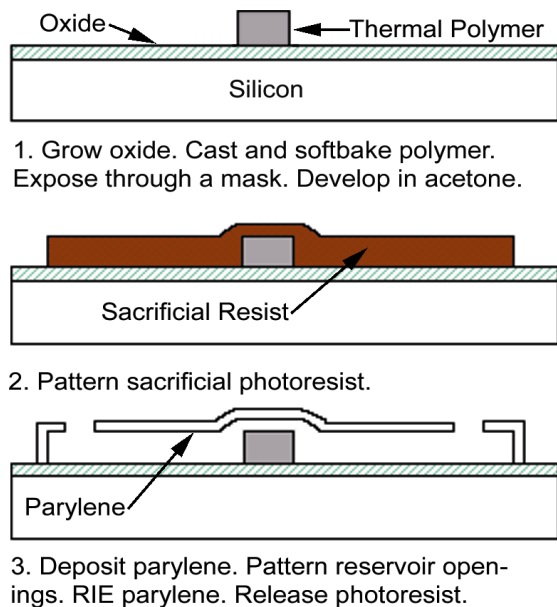 Oxide
Thermal Polymer
Silicon
1. Grow oxide. Cast and softbake polymer.
Expose through a mask. Develop in acetone.
Sacrificial Resist
2. Pattern sacrificial photoresist.
Parylene
3. Deposit parylene. Pattern reservoir open-
ings. RIE parylene. Release photoresist.